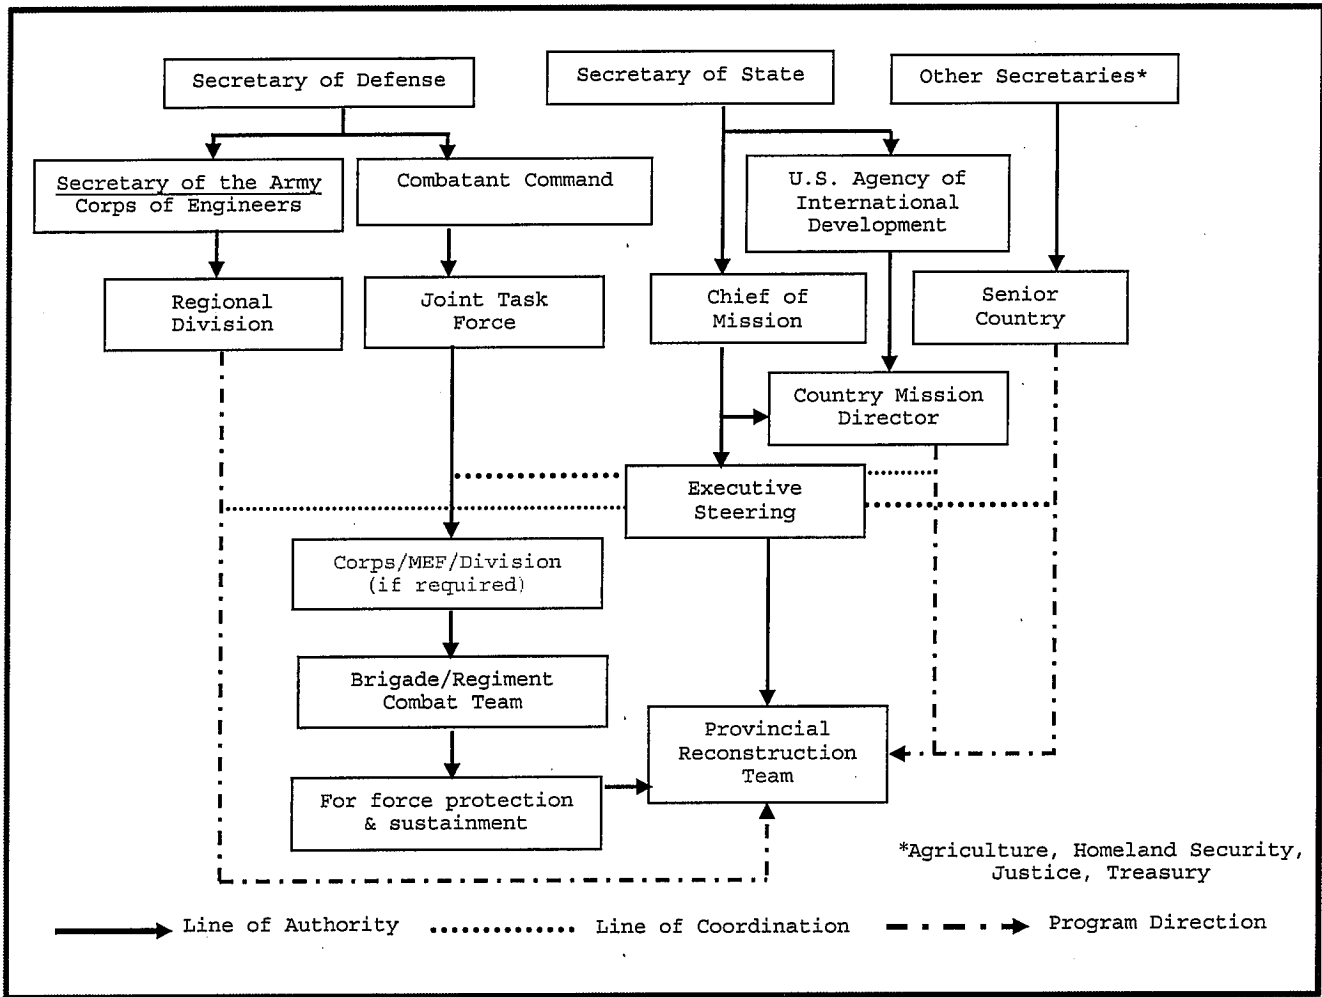 Secretary of Defense
Secretary of State
Other Secretaries*
Secretary of the Army
Corps of Engineers
Combatant Command
U.S. Agency of
International
Development
Regional
Division
Joint Task
Force
Chief of
Mission
Senior
Country
Country Mission
Director
Executive
Steering
Corps/MEF/Division
(if required)
Brigade/Regiment
Combat Team
Provincial
Reconstruction
Team
For force protection
& sustainment
*Agriculture, Homeland Security,
Justice, Treasury
Line of Authority
Line of Coordination
Program Direction